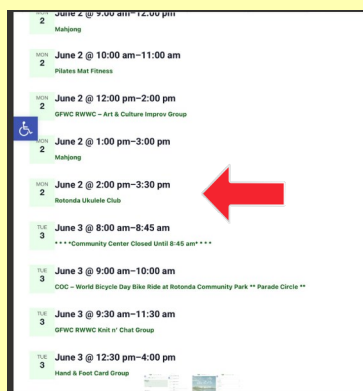 MON June 2 @ 9:00 am–12:00 pm
2
Mahjong
MON June 2 @ 10:00 am–11:00 am
2
Pilates Mat Fitness
MON June 2 @ 12:00 pm–2:00 pm
2
GFWC RWWC ~ Art & Culture Improv Group
MON June 2 @ 1:00 pm–3:00 pm
2
Mahjong
MON June 2 @ 2:00 pm–3:30 pm
2
Rotonda Ukulele Club
TUE June 3 @ 8:00 am–8:45 am
3
* * * *Community Center Closed Until 8:45 am* * * *
TUE June 3 @ 9:00 am–10:00 am
3
COC ~ World Bicycle Day Bike Ride at Rotonda Community Park ** Parade Circle **
TUE June 3 @ 9:30 am–11:30 am
3
GFWC RWWC Knit n' Chat Group
TUE June 3 @ 12:30 pm–4:00 pm
3
Hand & Foot Card Group